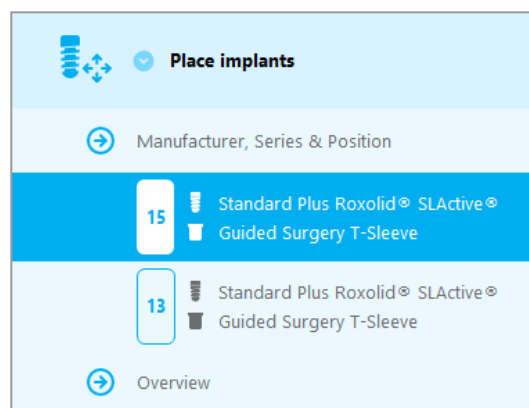 Place implants
Manufacturer, Series & Position
15
Standard Plus Roxolid® SLActive®
Guided Surgery T-Sleeve
13
Standard Plus Roxolid® SLActive®
Guided Surgery T-Sleeve
Overview